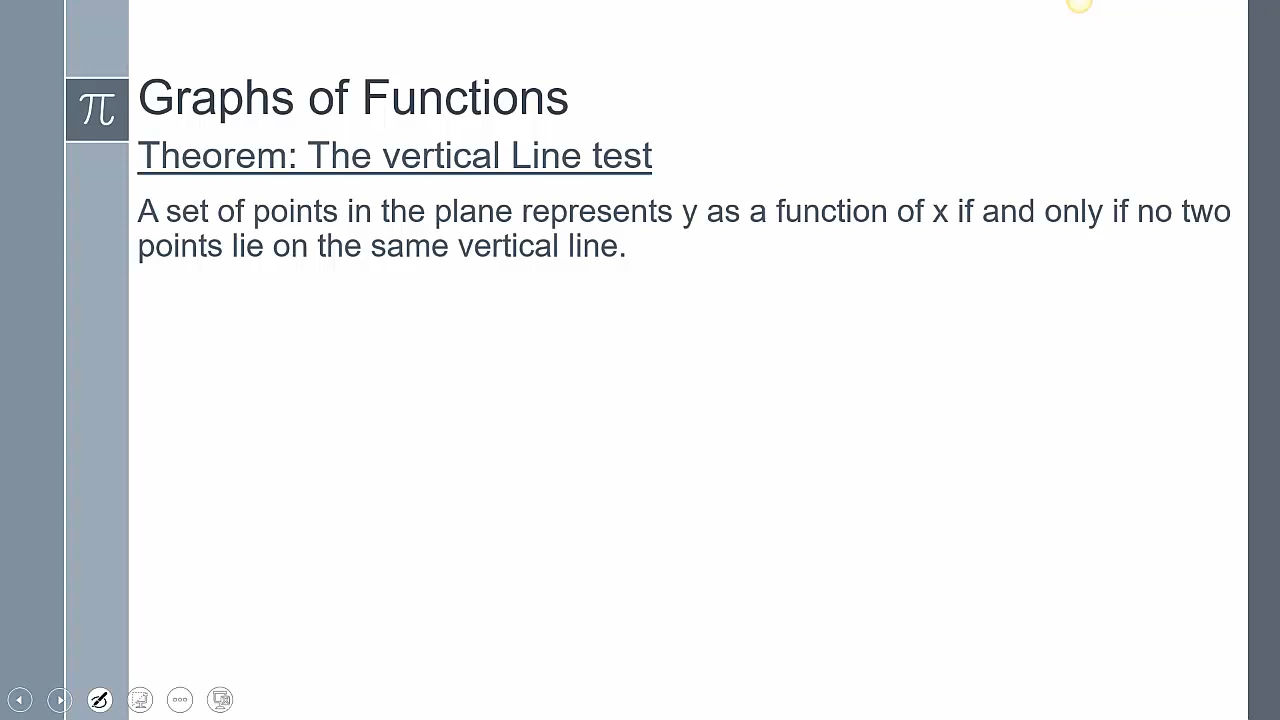 π
Graphs of Functions
Theorem: The vertical Line test
A set of points in the plane represents y as a function of x if and only if no two
points lie on the same vertical line.